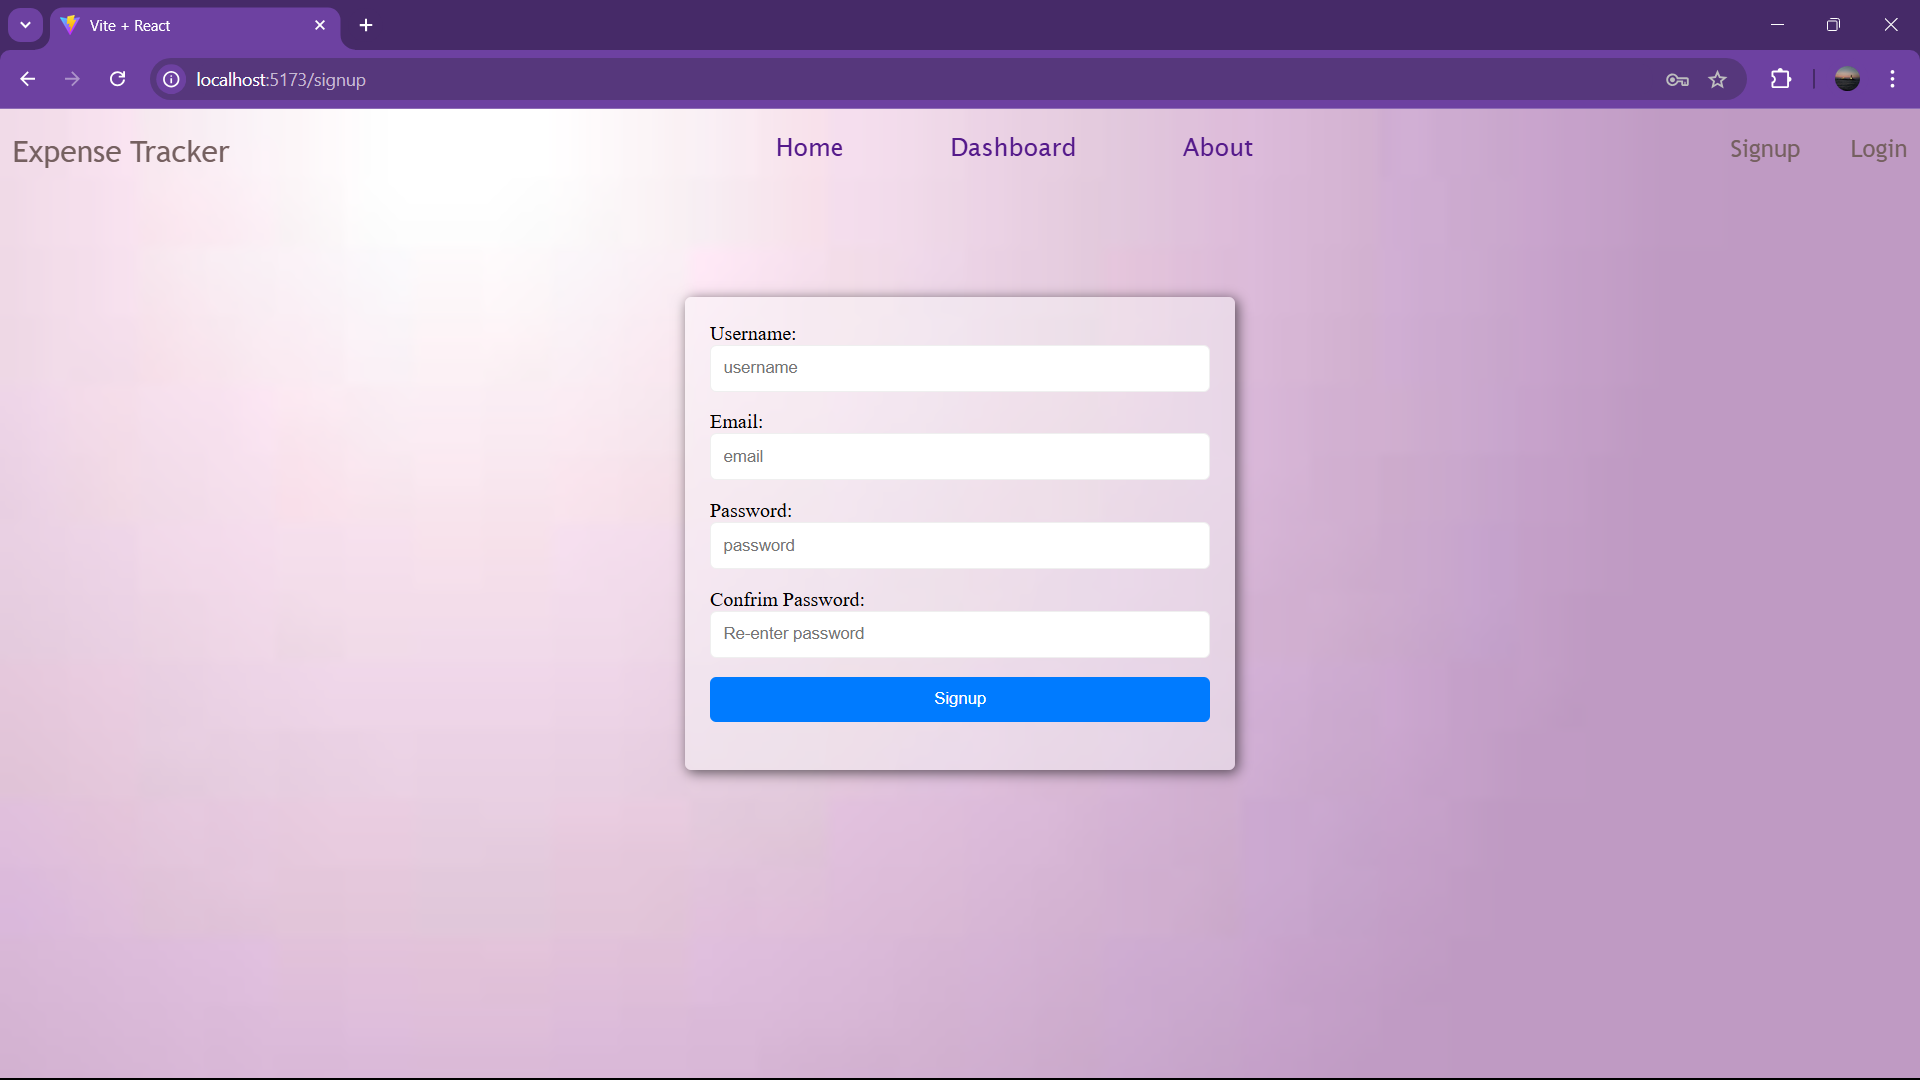 Vite + React
localhost:5173/signup
Expense Tracker
Home
Dashboard
About
Signup
Login
Username:
username
Email:
email
Password:
password
Confrim Password:
Re-enter password
Signup